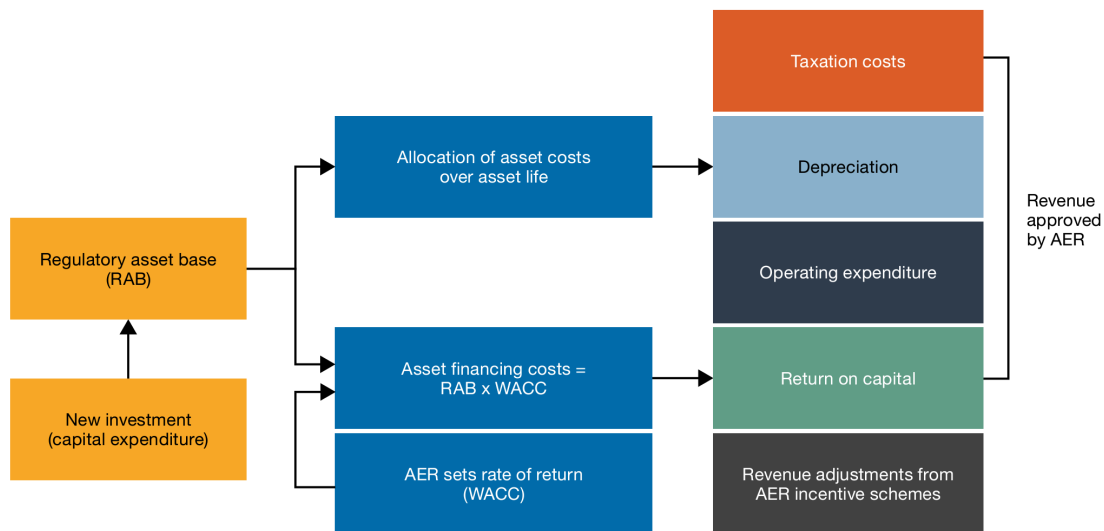 Taxation costs
Allocation of asset costs
over asset life
Depreciation
Revenue
approved
by AER
Regulatory asset base
(RAB)
Operating expenditure
Asset financing costs =
RAB x WACC
Return on capital
New investment
(capital expenditure)
AER sets rate of return
(WACC)
Revenue adjustments from
AER incentive schemes